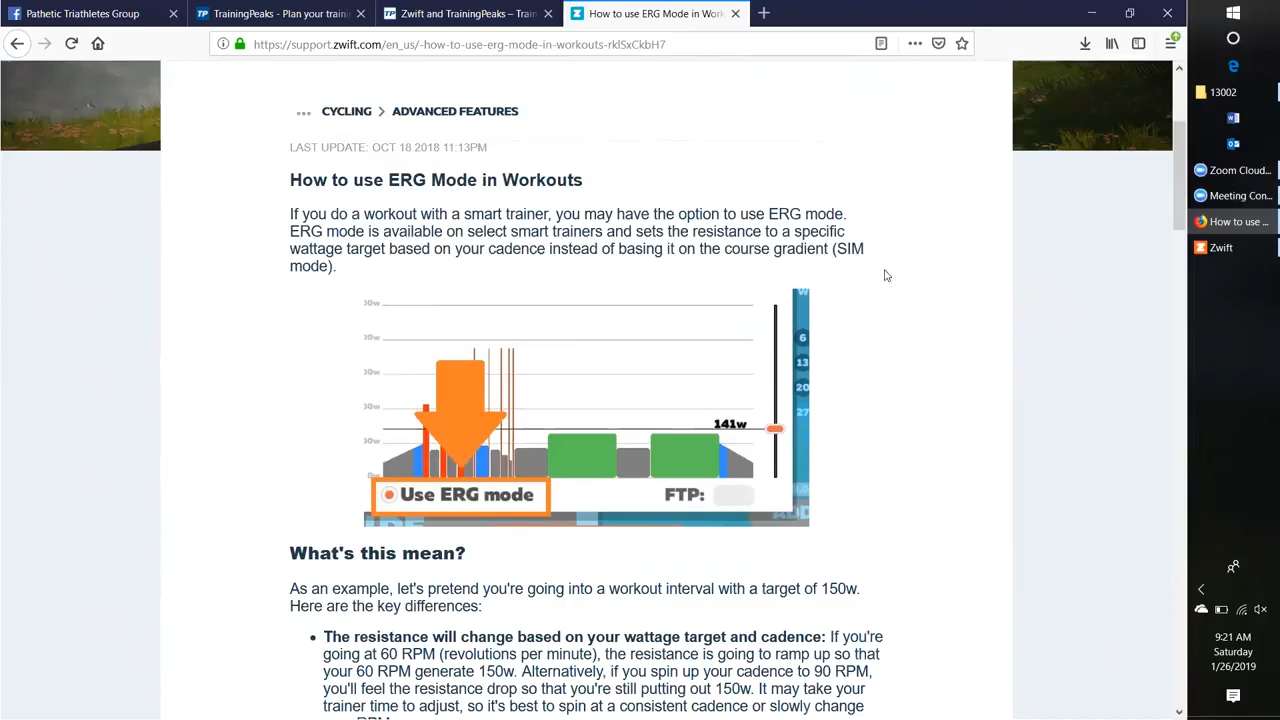 Pathetic Triathletes Group
TrainingPeaks - Plan your training
Zwift and TrainingPeaks – Train
How to use ERG Mode in Work
https://support.zwift.com/en_us/-how-to-use-erg-mode-in-workouts-rklSxCkbH7
... CYCLING > ADVANCED FEATURES
LAST UPDATE: OCT 18 2018 11:13PM
How to use ERG Mode in Workouts
If you do a workout with a smart trainer, you may have the option to use ERG mode.
ERG mode is available on select smart trainers and sets the resistance to a specific
wattage target based on your cadence instead of basing it on the course gradient (SIM
mode).
00w
00w
00w
00w
00w
0w
141w
6
13
20
27
Use ERG mode
FTP:
What's this mean?
As an example, let's pretend you're going into a workout interval with a target of 150w.
Here are the key differences:
• The resistance will change based on your wattage target and cadence: If you're
going at 60 RPM (revolutions per minute), the resistance is going to ramp up so that
your 60 RPM generate 150w. Alternatively, if you spin up your cadence to 90 RPM,
you'll feel the resistance drop so that you're still putting out 150w. It may take your
trainer time to adjust, so it's best to spin at a consistent cadence or slowly change
13002
Zoom Cloud...
Meeting Con...
How to use ...
Zwift
9:21 AM
Saturday
1/26/2019